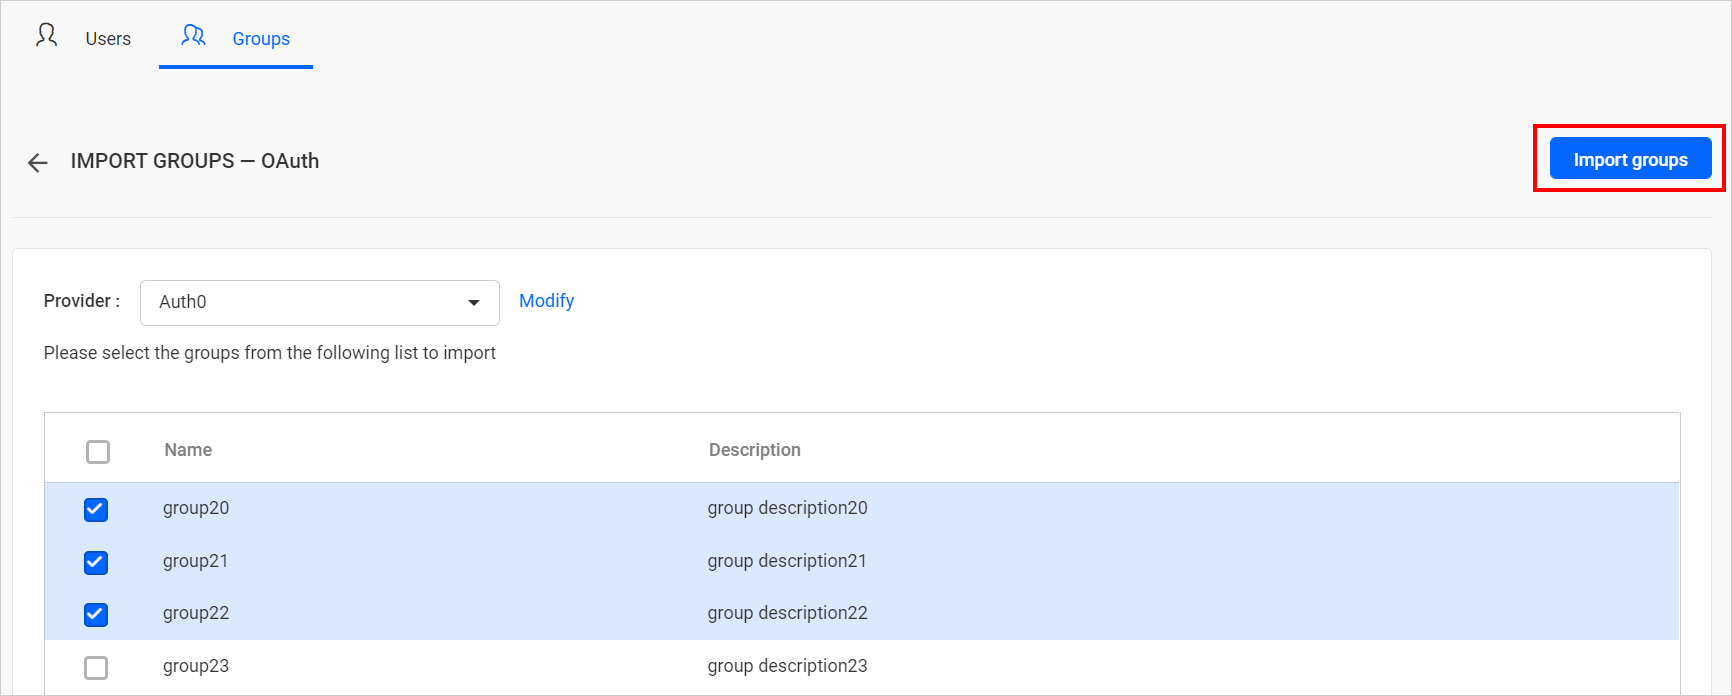 Users Groups
IMPORT GROUPS — OAuth Import groups
Provider : Auth0 Modify
Please select the groups from the following list to import
Name Description
group20 group description20
group21 group description21
group22 group description22
group23 group description23